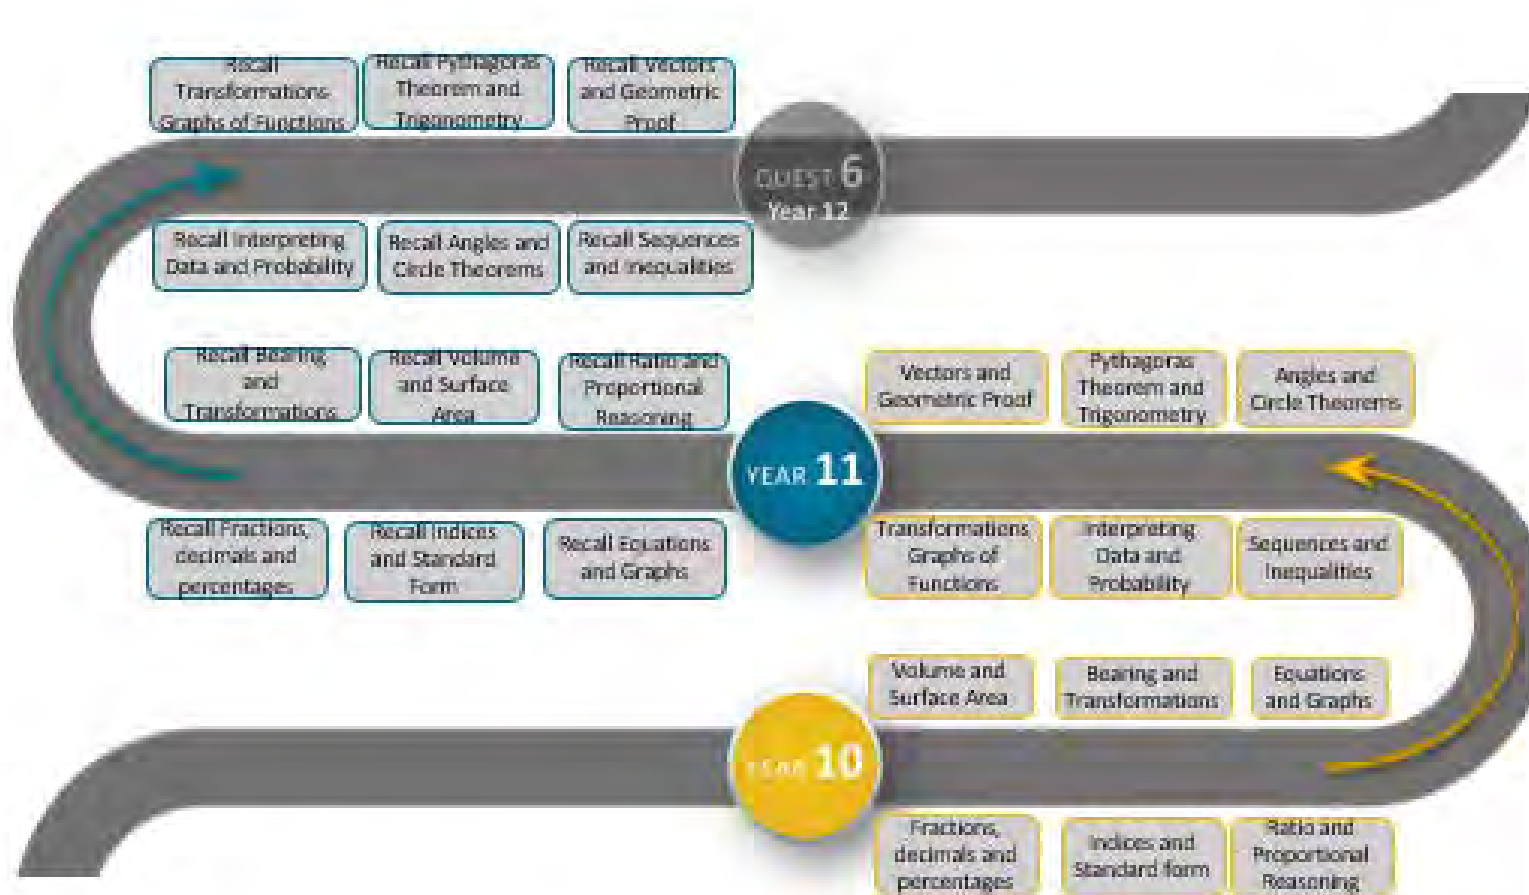 Recall
Transformations
Graphs of Functions
Recall Pythagoras
Theorem and
Trigonometry
Recall Vectors
and Geometric
Proof
QUEST 6
Year 12
Recall Interpreting
Data and Probability
Recall Angles and
Circle Theorems
Recall Sequences
and Inequalities
Recall Bearing
and
Transformations
Recall Volume
and Surface
Area
Recall Ratio and
Proportional
Reasoning
YEAR 11
Vectors and
Geometric Proof
Pythagoras
Theorem and
Trigonometry
Angles and
Circle Theorems
Recall Fractions,
decimals and
percentages
Recall Indices
and Standard
Form
Recall Equations
and Graphs
Transformations
Graphs of
Functions
Interpreting
Data and
Probability
Sequences and
Inequalities
Volume and
Surface Area
Bearing and
Transformations
Equations
and Graphs
YEAR 10
Fractions,
decimals and
percentages
Indices and
Standard form
Ratio and
Proportional
Reasoning